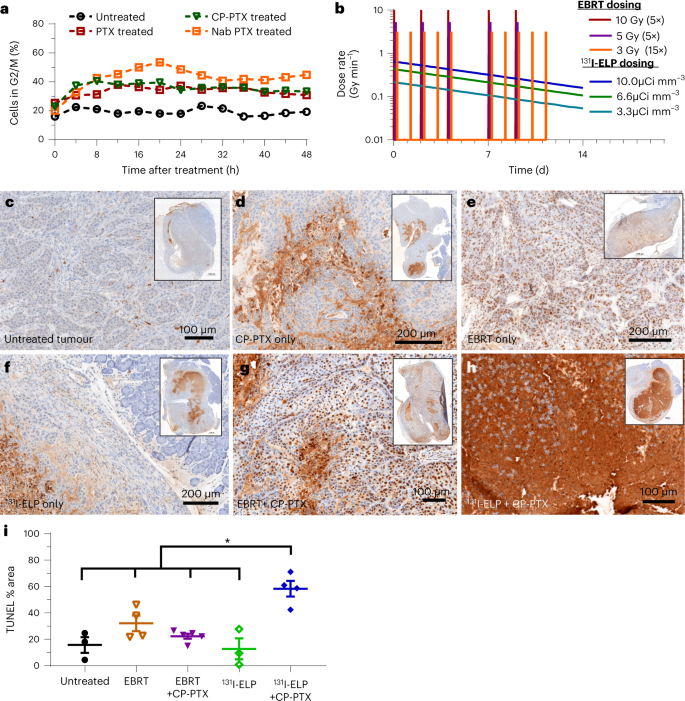 a
Untreated
CP-PTX treated
PTX treated
Nab PTX treated
Cells in G2/M (%)
80
60
40
20
0
0 4 8 12 16 20 24 28 32 36 40 44 48
Time after treatment (h)
b
Dose rate
(Gy min⁻¹)
10
1
0.1
0.01
0 7 14
Time (d)
EBRT dosing
10 Gy (5×)
5 Gy (5×)
3 Gy (15×)
¹³¹I-ELP dosing
10.0μCi mm⁻³
6.6μCi mm⁻³
3.3μCi mm⁻³
c
Untreated tumour
100 μm
d
CP-PTX only
200 μm
e
EBRT only
200 μm
f
¹³¹I-ELP only
200 μm
g
EBRT+ CP-PTX
100 μm
h
¹³¹I-ELP + CP-PTX
100 μm
i
TUNEL % area
100
80
60
40
20
0
*
Untreated
EBRT
EBRT
+CP-PTX
¹³¹I-ELP
¹³¹I-ELP
+CP-PTX